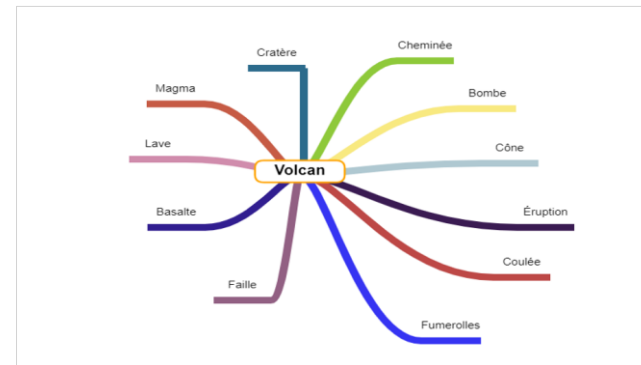 Cratère
Cheminée
Magma
Bombe
Lave
Cône
Volcan
Basalte
Éruption
Coulée
Faille
Fumerolles